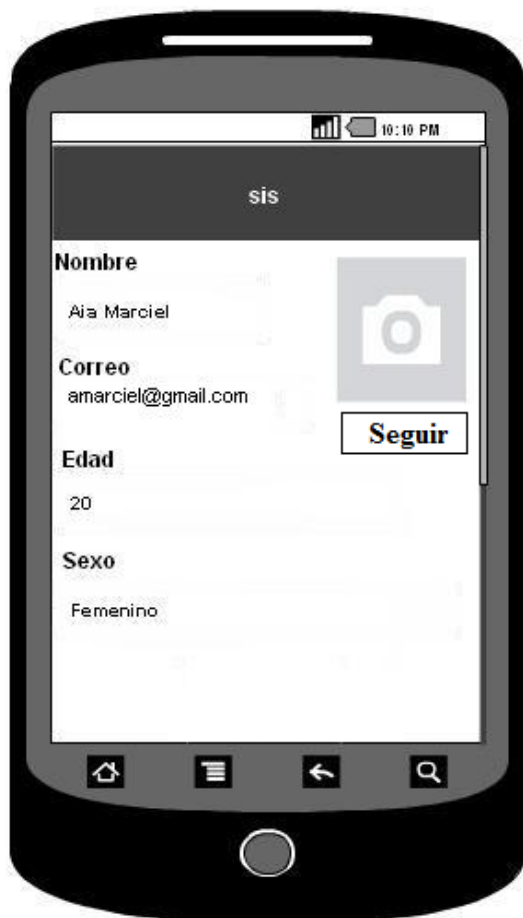 10:10 PM
sis
Nombre
Aia Marciel
Correo
amarciel@gmail.com
Seguir
Edad
20
Sexo
Femenino